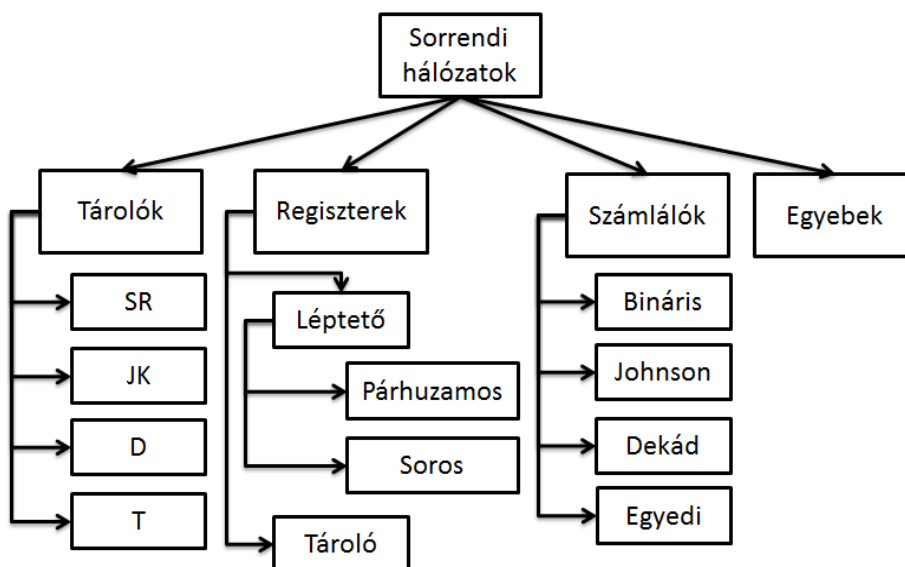 Sorrendi
hálózatok
Tárolók
Regiszterek
Számlálók
Egyebek
SR
JK
D
T
Léptető
Párhuzamos
Soros
Tároló
Bináris
Johnson
Dekád
Egyedi